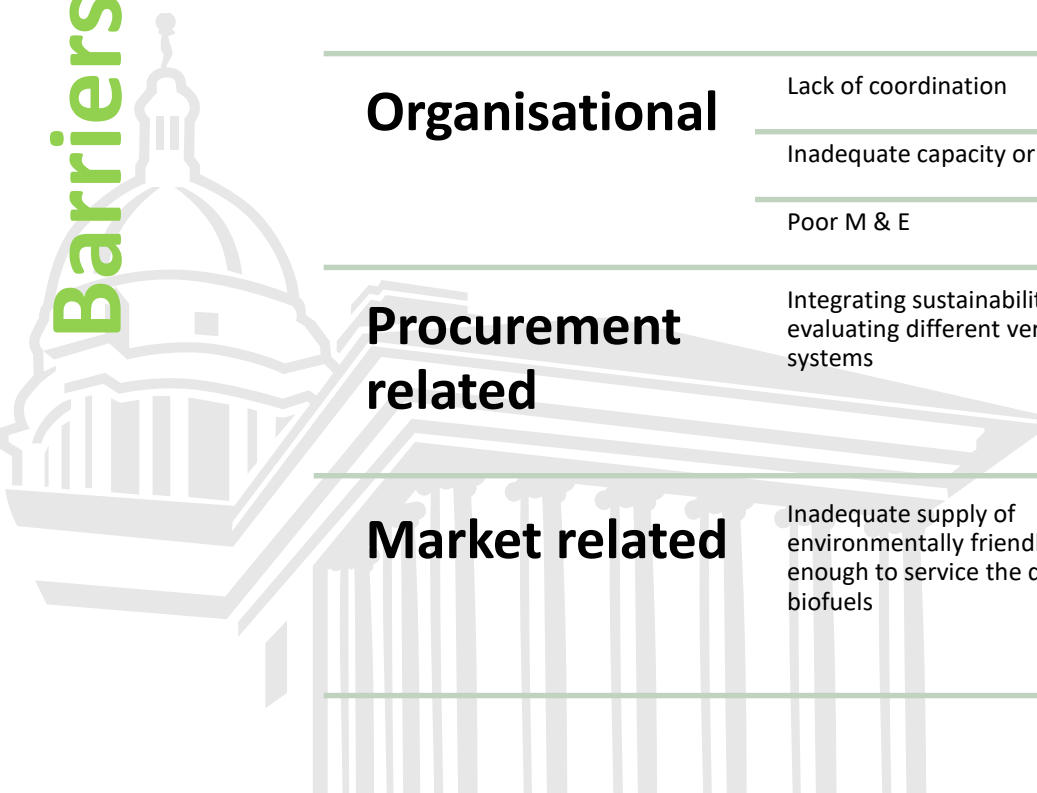 Barriers
Organisational
Lack of coordination
Inadequate capacity or
Poor M & E
Procurement
related
Integrating
evaluating different
systems
Market related
Inadequate supply of
environmentally
enough to service the
biofuels